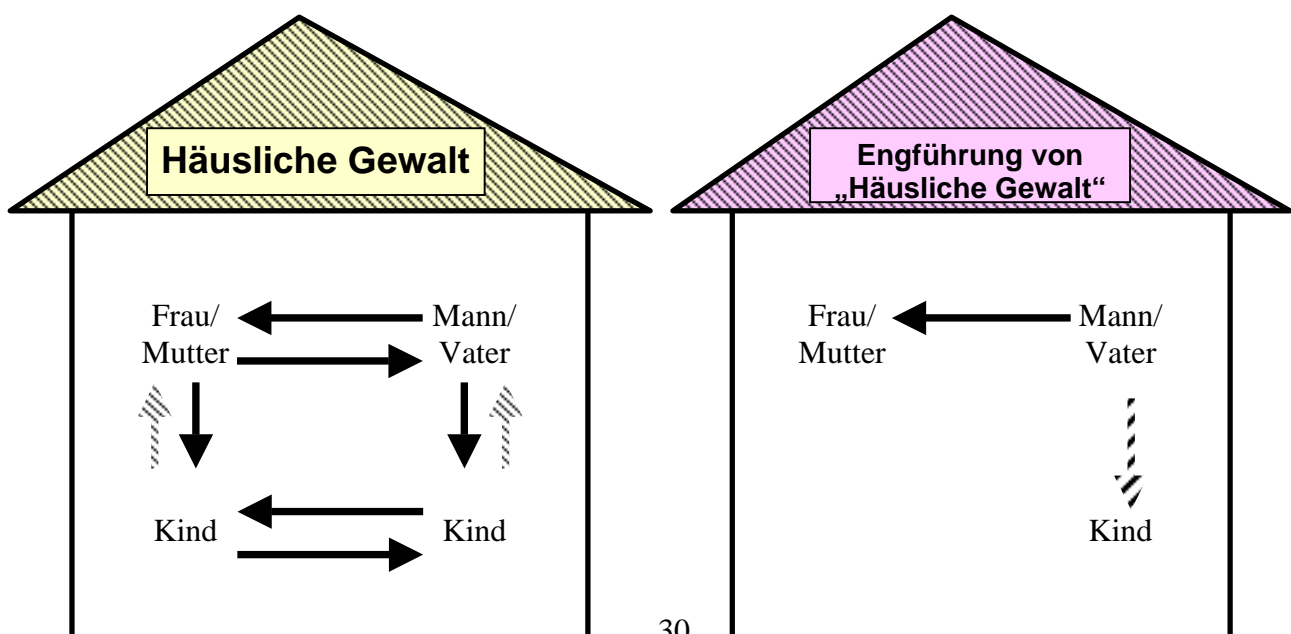 Häusliche Gewalt
Frau/
Mutter
Mann/
Vater
Kind
Kind
Engführung von
„Häusliche Gewalt“
Frau/
Mutter
Mann/
Vater
Kind
30